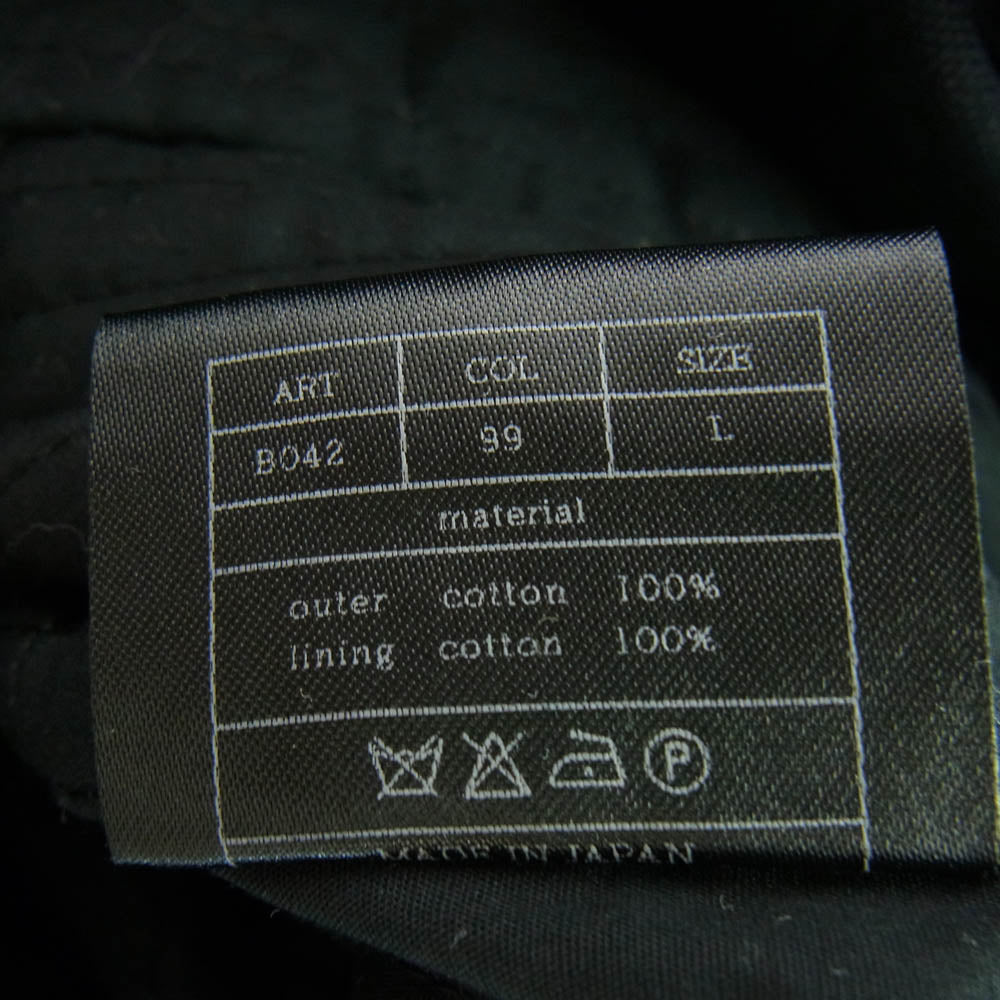 ART COL SIZE
B042 99 L
material
outer cotton 100%
lining cotton 100%
P
MADE IN JAPAN